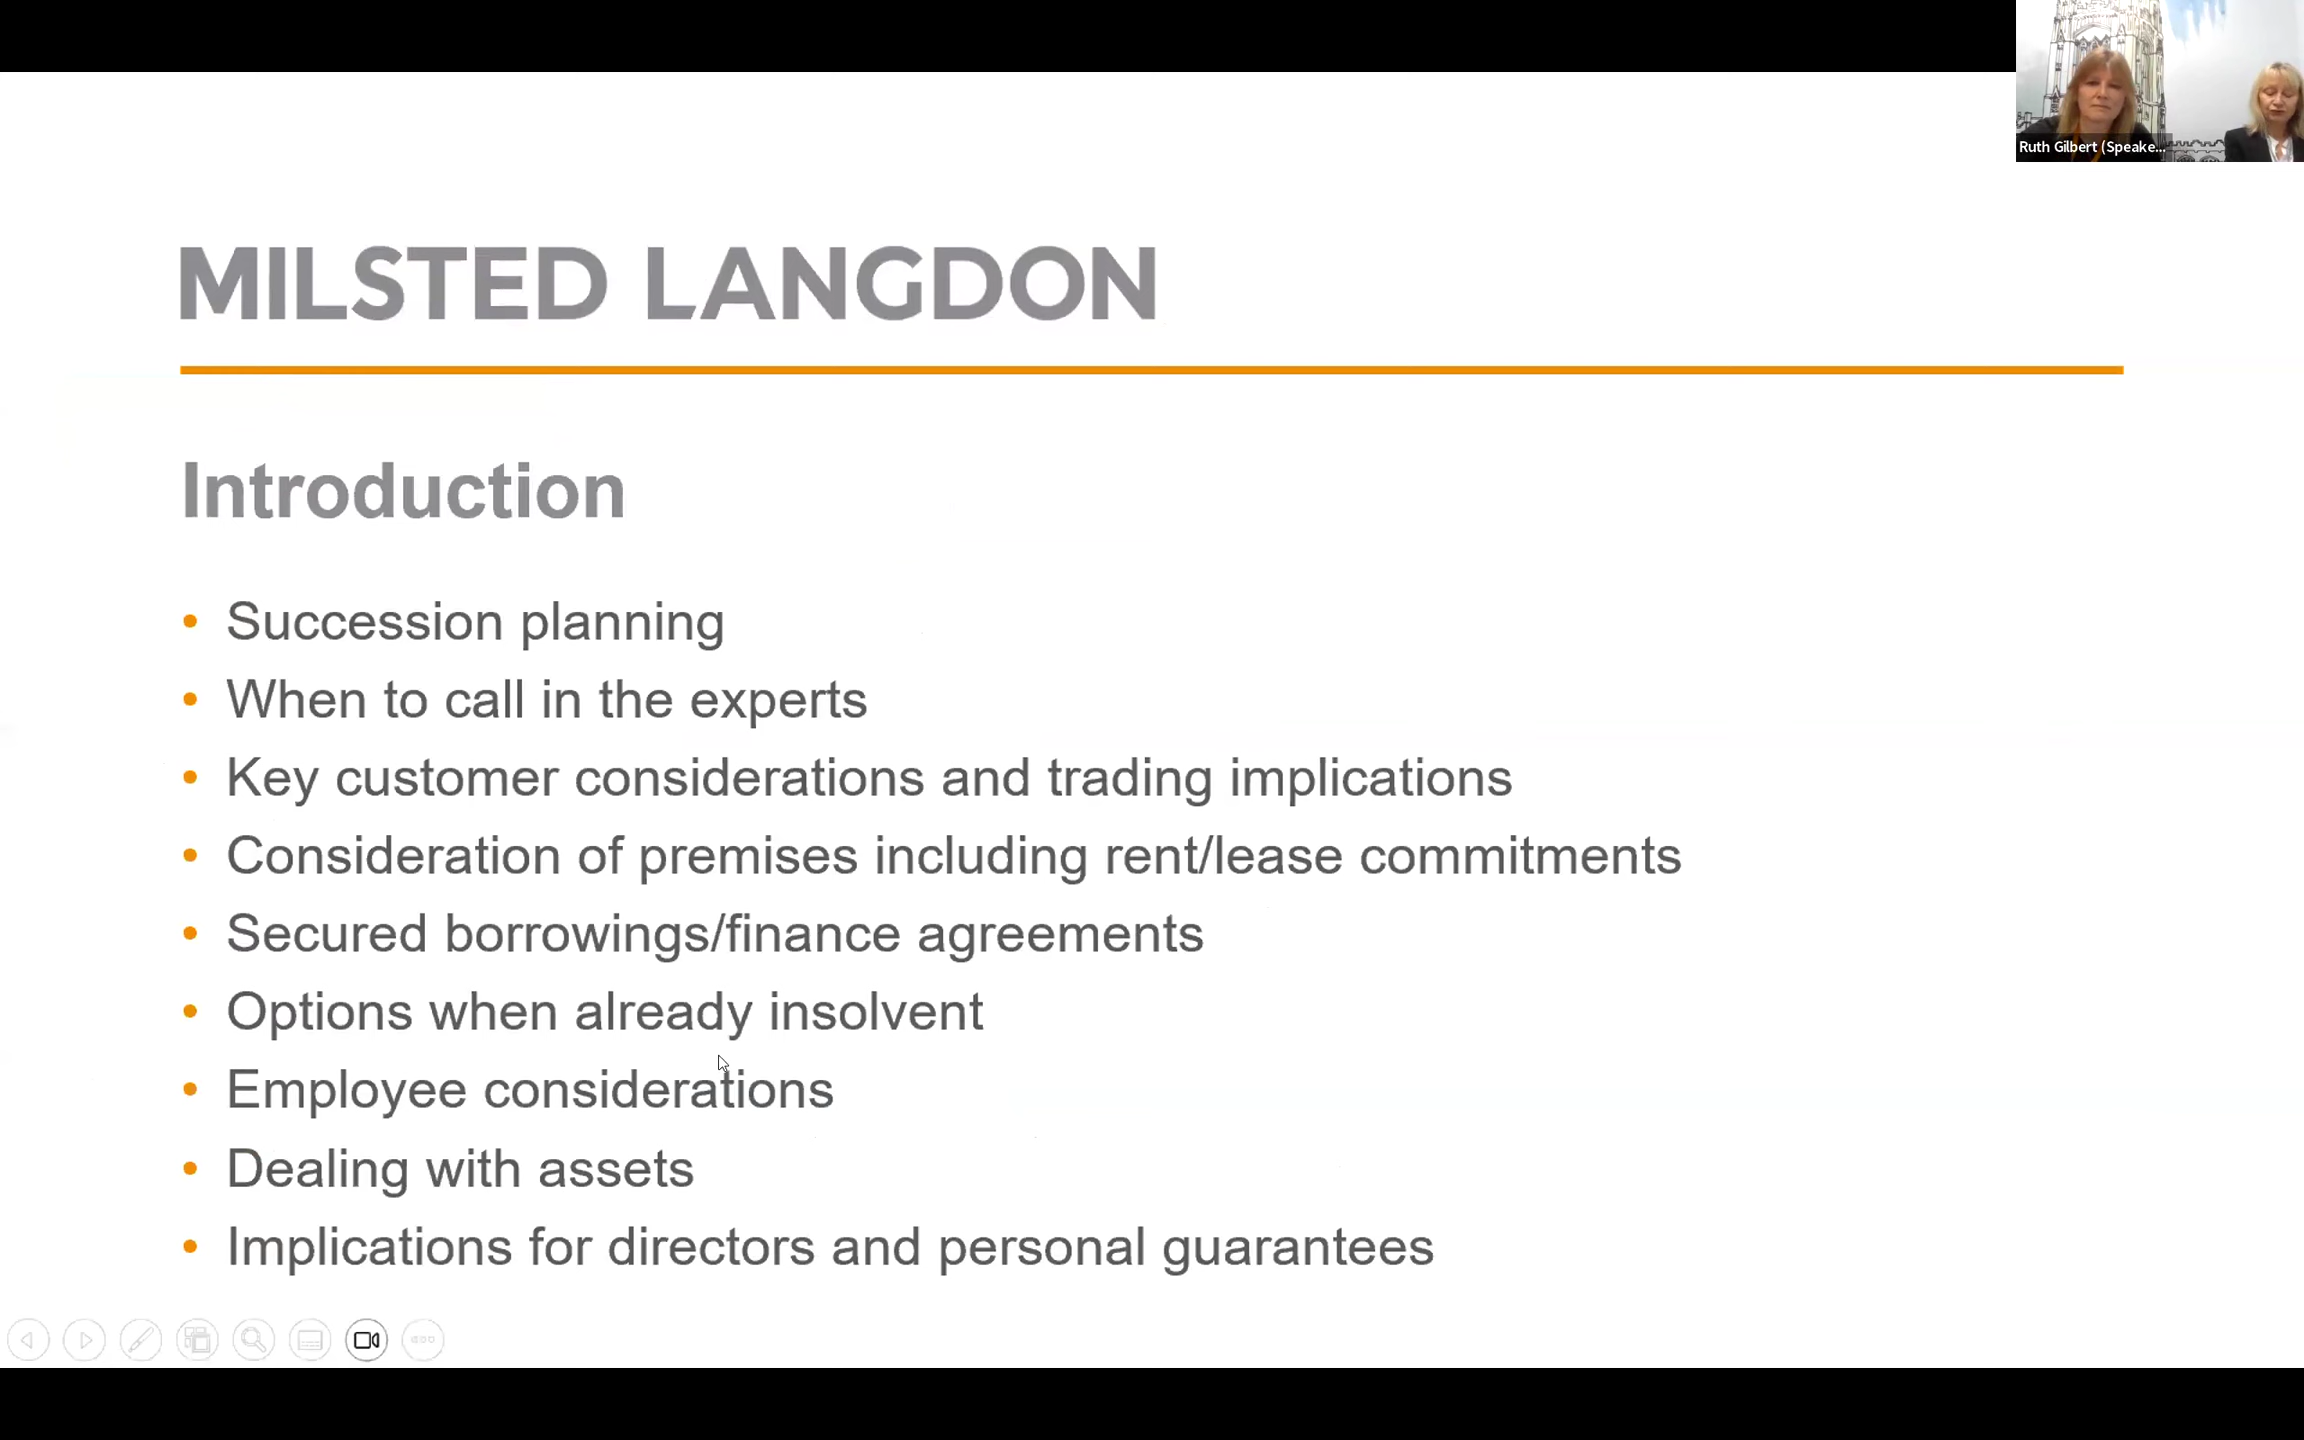 Ruth Gilbert (Speake...
MILSTED LANGDON
Introduction
• Succession planning
• When to call in the experts
• Key customer considerations and trading implications
• Consideration of premises including rent/lease commitments
• Secured borrowings/finance agreements
• Options when already insolvent
• Employee considerations
• Dealing with assets
• Implications for directors and personal guarantees